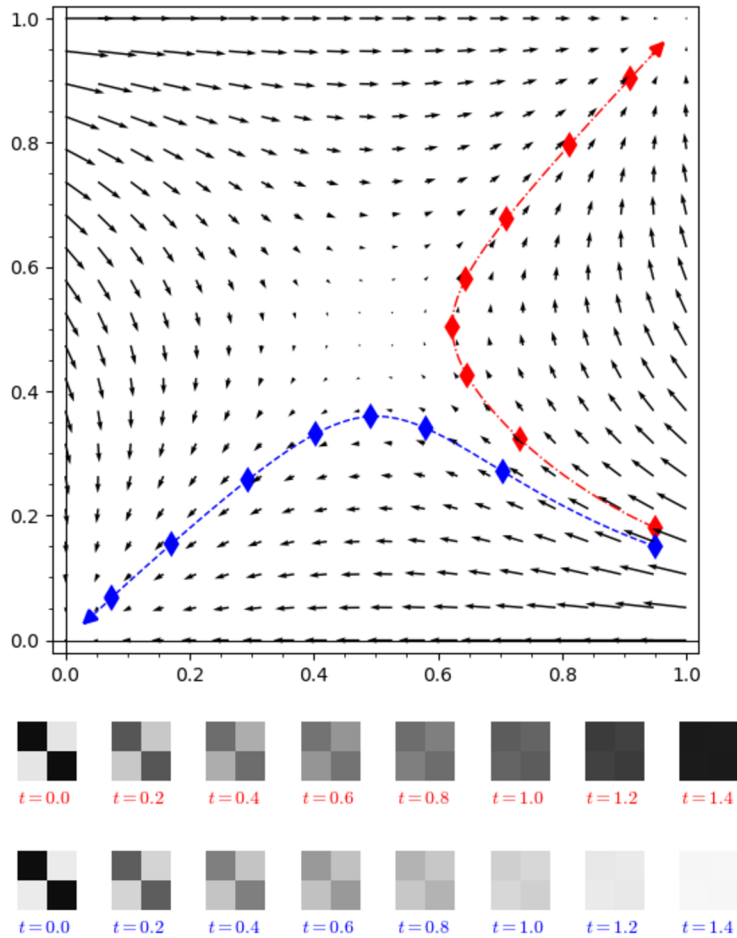 1.0
0.8
0.6
0.4
0.2
0.0
0.0 0.2 0.4 0.6 0.8 1.0
t = 0.0 t = 0.2 t = 0.4 t = 0.6 t = 0.8 t = 1.0 t = 1.2 t = 1.4
t = 0.0 t = 0.2 t = 0.4 t = 0.6 t = 0.8 t = 1.0 t = 1.2 t = 1.4